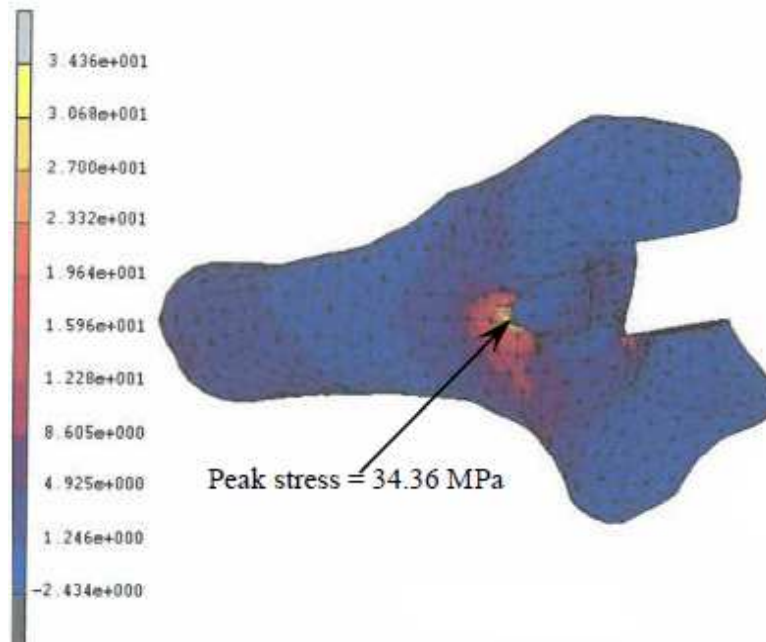 3.436e+001
3.068e+001
2.700e+001
2.332e+001
1.964e+001
1.596e+001
1.228e+001
8.605e+000
4.925e+000
1.246e+000
-2.434e+000
Peak stress = 34.36 MPa